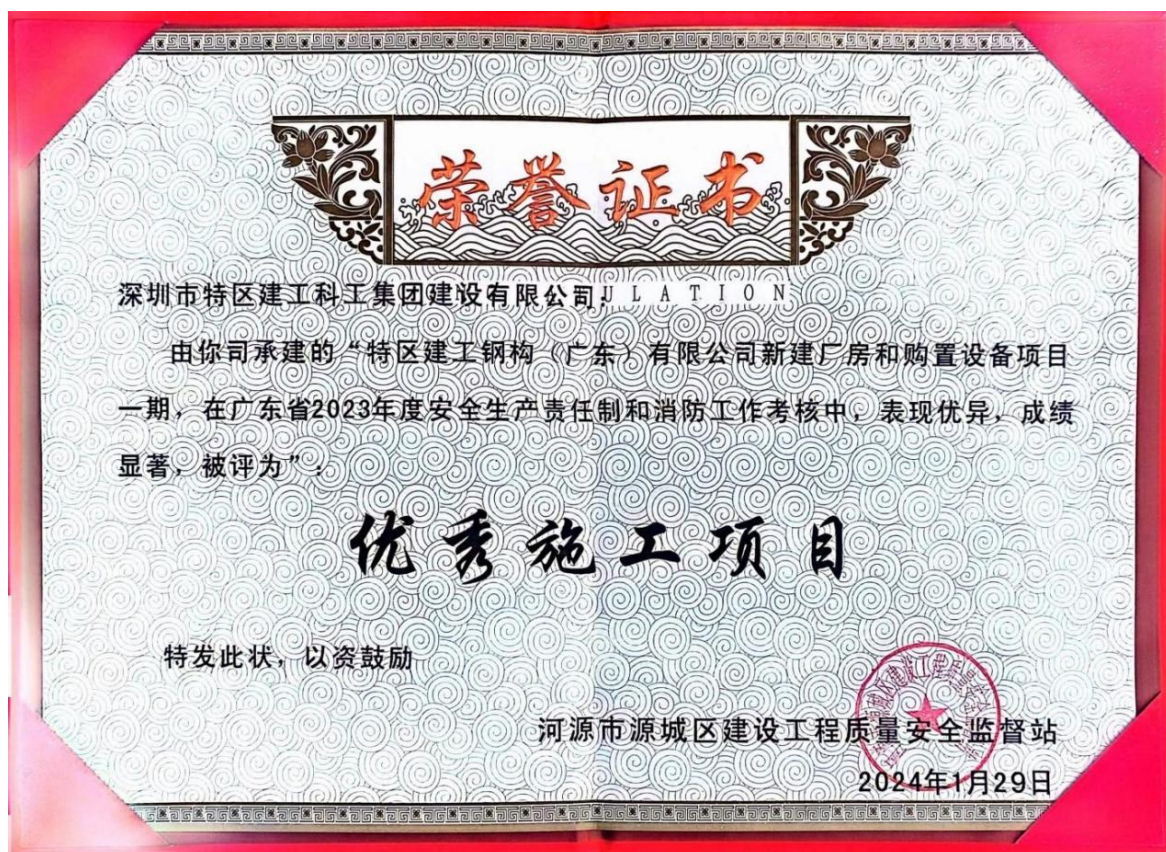 荣誉证书
深圳市特区建工科工集团建设有限公司：ULATION
由你司承建的“特区建工钢构（广东）有限公司新建厂房和购置设备项目
一期，在广东省2023年度安全生产责任制和消防工作考核中，表现优异，成绩
显著，被评为”：
优秀施工项目
特发此状，以资鼓励
河源市源城区建设工程质量安全监督站
2024年1月29日